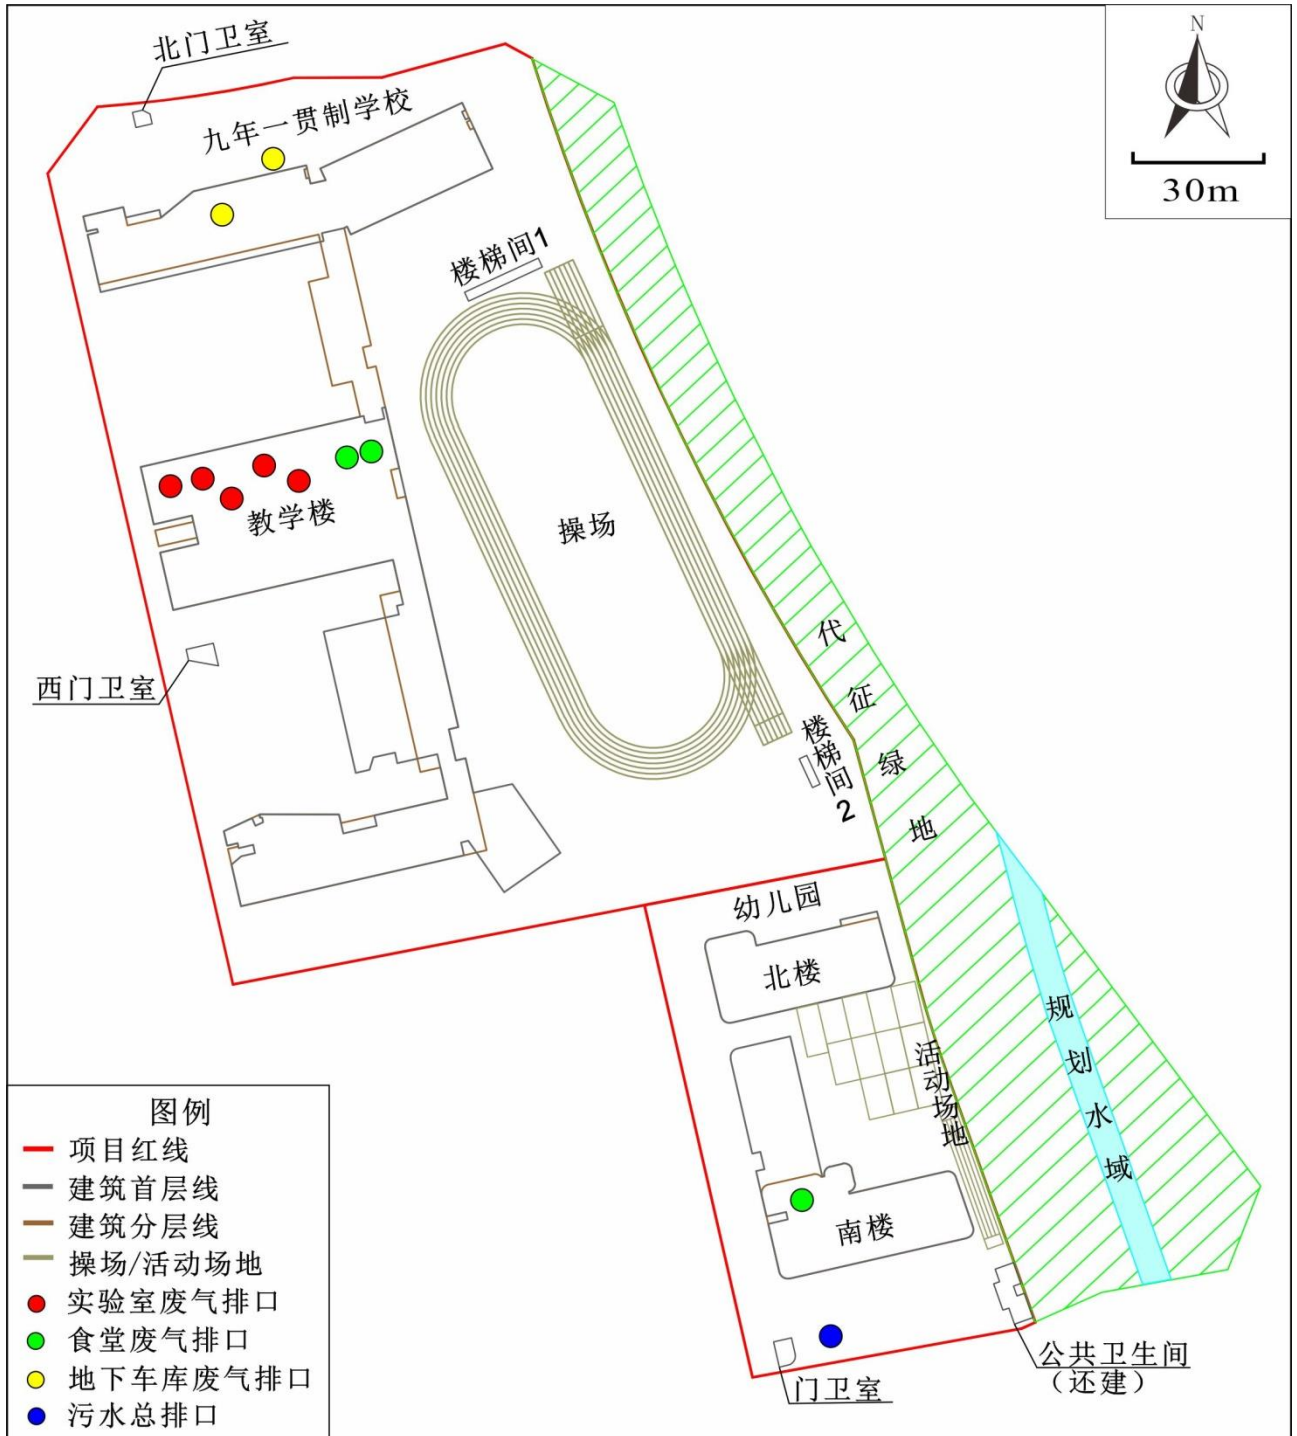 N
30m
北门卫室
九年一贯制学校
楼梯间1
操场
教学楼
西门卫室
代征绿地
楼梯间2
幼儿园
北楼
规划水域
活动场地
南楼
公共卫生间
（还建）
门卫室
图例
项目红线
建筑首层线
建筑分层线
操场/活动场地
实验室废气排口
食堂废气排口
地下车库废气排口
污水总排口